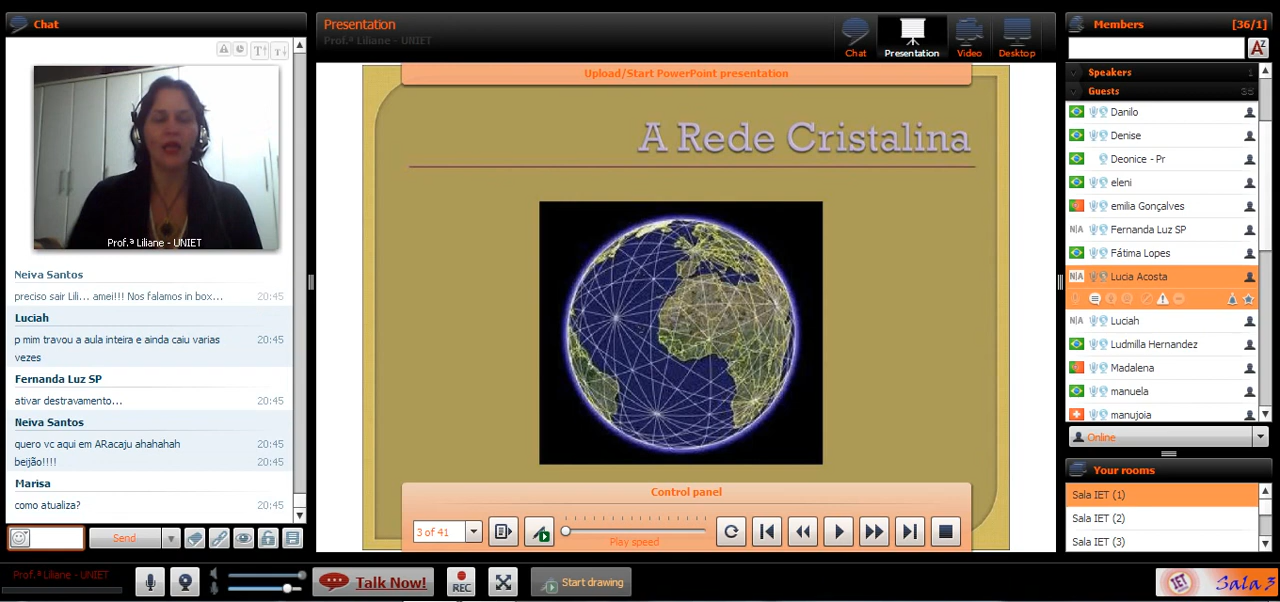 Chat
Prof.ª Liliane - UNIET
Neiva Santos
preciso sair Lili... amei!!! Nos falamos in box... 20:45
Luciah
p mim travou a aula inteira e ainda caiu varias 20:45
vezes
Fernanda Luz SP
ativar destravamento... 20:45
Neiva Santos
quero vc aqui em ARacaju ahahahah 20:45
beijão!!!! 20:45
Marisa
como atualiza? 20:45
Send
Presentation
Prof.ª Liliane - UNIET
Chat Presentation Video Desktop
Upload/Start PowerPoint presentation
A Rede Cristalina
Control panel
3 of 41
Play speed
Members [36/1]
Speakers 1
Guests 35
Danilo
Denise
Deonice - Pr
eleni
emilia Gonçalves
N/A Fernanda Luz SP
Fátima Lopes
N/A Lucia Acosta
N/A Luciah
Ludmilla Hernandez
Madalena
manuela
manujoia
Online
Your rooms
Sala IET (1)
Sala IET (2)
Sala IET (3)
Prof.ª Liliane - UNIET
Talk Now!
REC
Start drawing
IET Sala 3